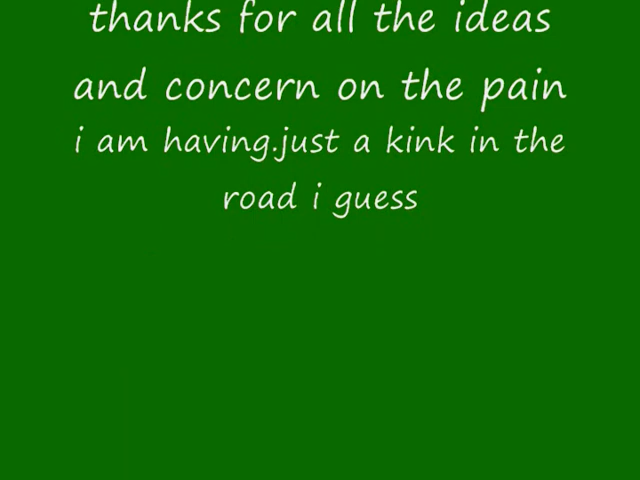 thanks for all the ideas
and concern on the pain
i am having.just a kink in the
road i guess